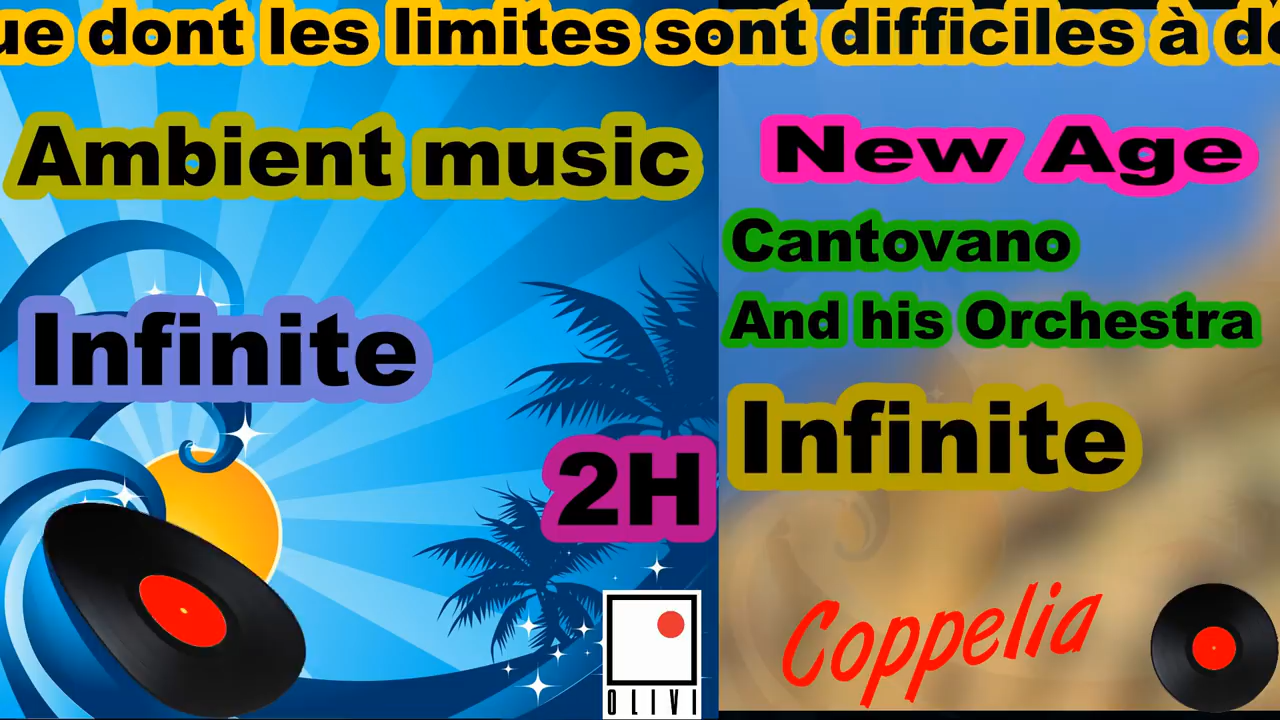 ue dont les limites sont difficiles à dé
Ambient music
Infinite
2H
OLIVI
New Age
Cantovano
And his Orchestra
Infinite
Coppelia